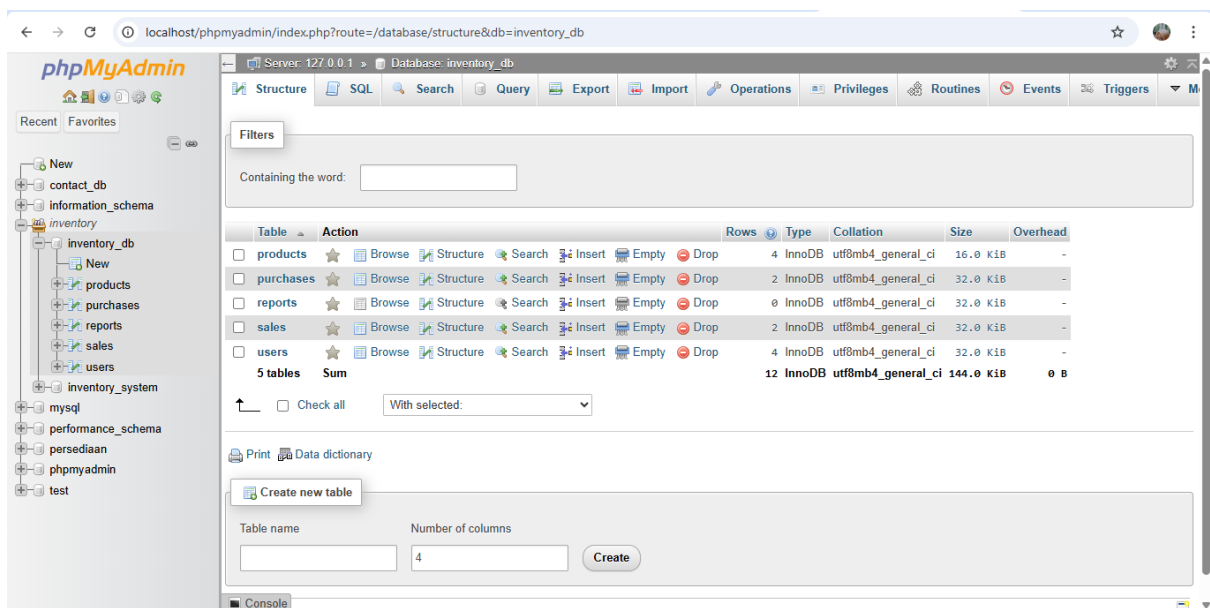 localhost/phpmyadmin/index.php?route=/database/structure&db=inventory_db
phpMyAdmin
Recent Favorites
New
contact_db
information_schema
inventory
inventory_db
New
products
purchases
reports
sales
users
inventory_system
mysql
performance_schema
persediaan
phpmyadmin
test
Server: 127.0.0.1 » Database: inventory_db
Structure SQL Search Query Export Import Operations Privileges Routines Events Triggers
Filters
Containing the word:
Table Action Rows Type Collation Size Overhead
products Browse Structure Search Insert Empty Drop 4 InnoDB utf8mb4_general_ci 16.0 KiB -
purchases Browse Structure Search Insert Empty Drop 2 InnoDB utf8mb4_general_ci 32.0 KiB -
reports Browse Structure Search Insert Empty Drop 0 InnoDB utf8mb4_general_ci 32.0 KiB -
sales Browse Structure Search Insert Empty Drop 2 InnoDB utf8mb4_general_ci 32.0 KiB -
users Browse Structure Search Insert Empty Drop 4 InnoDB utf8mb4_general_ci 32.0 KiB -
5 tables Sum 12 InnoDB utf8mb4_general_ci 144.0 KiB 0 B
Check all With selected:
Print Data dictionary
Create new table
Table name Number of columns
4 Create
Console